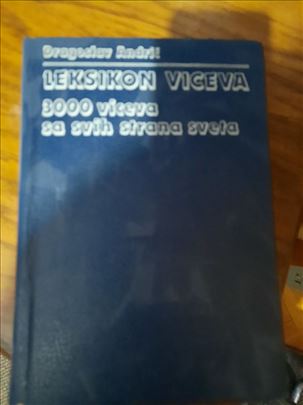 Dragoslav Andrić
LEKSIKON VICEVA
3000 viceva
sa svih strana sveta